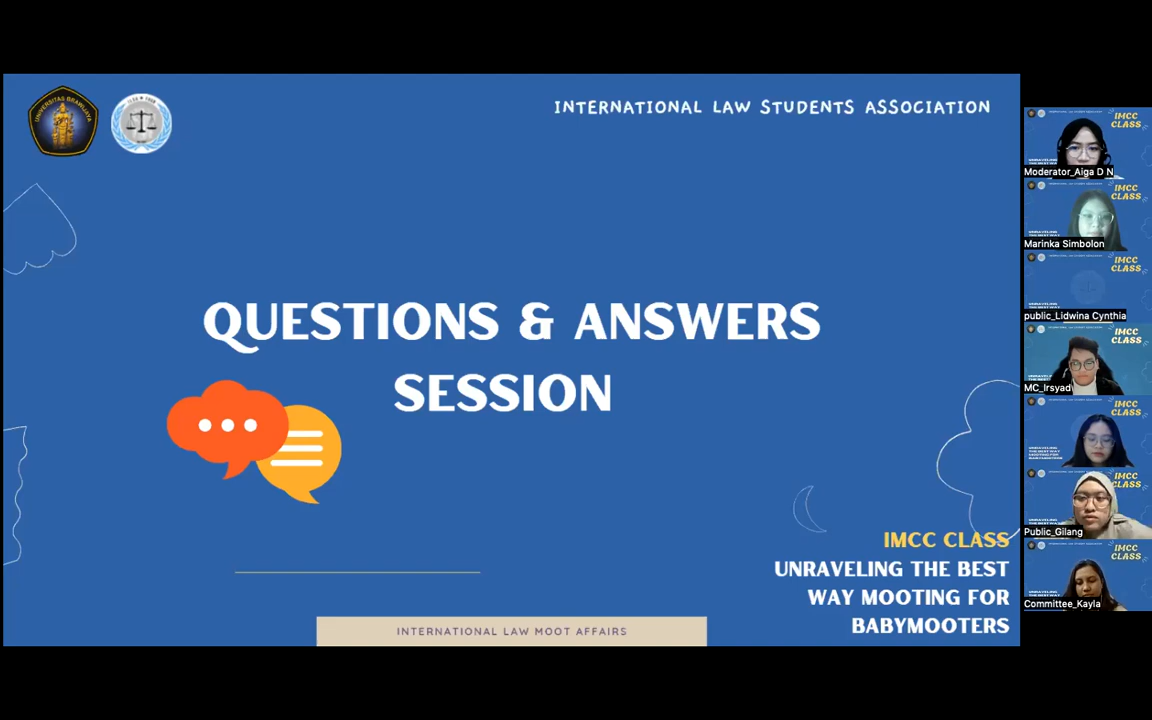 UNIVERSITAS BRAWIJAYA
INTERNATIONAL LAW STUDENTS ASSOCIATION
QUESTIONS & ANSWERS
SESSION
IMCC CLASS
UNRAVELING THE BEST
WAY MOOTING FOR
BABYMOOTERS
INTERNATIONAL LAW MOOT AFFAIRS
IMCC
CLASS
Moderator_Aiga D N
IMCC
CLASS
Marinka Simbolon
IMCC
CLASS
public_Lidwina Cynthia
IMCC
CLASS
MC_Irsyad
IMCC
CLASS
IMCC
CLASS
Public_Gilang
IMCC
CLASS
Committee_Kayla